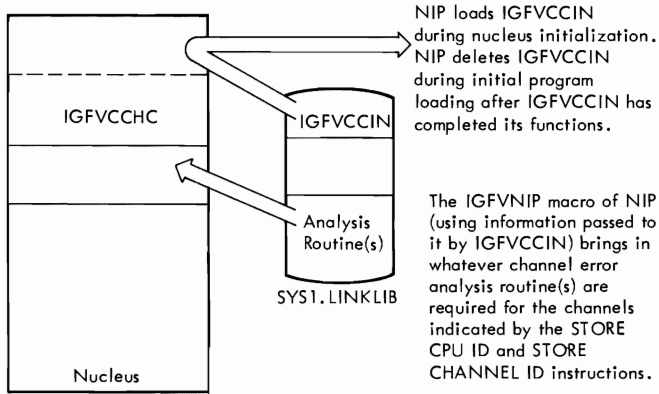 NIP loads IGFVCCIN
during nucleus initialization.
NIP deletes IGFVCCIN
during initial program
loading after IGFVCCIN has
completed its functions.
IGFVCCHC
IGFVCCIN
Analysis
Routine(s)
SYS1.LINKLIB
The IGFVNIP macro of NIP
(using information passed to
it by IGFVCCIN) brings in
whatever channel error
analysis routine(s) are
required for the channels
indicated by the STORE
CPU ID and STORE
CHANNEL ID instructions.
Nucleus